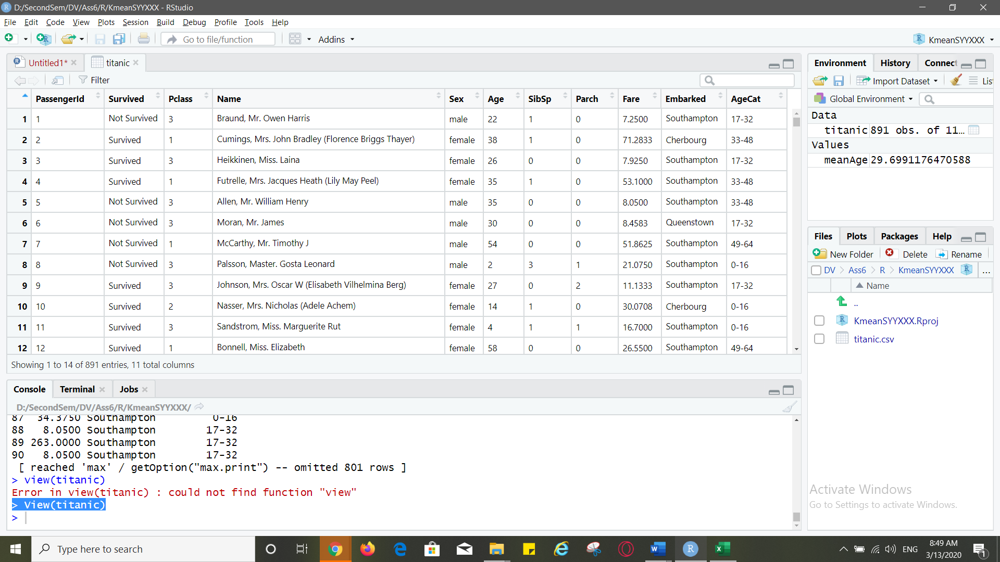 D:/SecondSem/DV/Ass6/R/KmeanSYYXXX - RStudio
File Edit Code View Plots Session Build Debug Profile Tools Help
Go to file/function Addins KmeanSYYXXX
Untitled1* titanic
Filter
PassengerId Survived Pclass Name Sex Age SibSp Parch Fare Embarked AgeCat
1 1 Not Survived 3 Braund, Mr. Owen Harris male 22 1 0 7.2500 Southampton 17-32
2 2 Survived 1 Cumings, Mrs. John Bradley (Florence Briggs Thayer) female 38 1 0 71.2833 Cherbourg 33-48
3 3 Survived 3 Heikkinen, Miss. Laina female 26 0 0 7.9250 Southampton 17-32
4 4 Survived 1 Futrelle, Mrs. Jacques Heath (Lily May Peel) female 35 1 0 53.1000 Southampton 33-48
5 5 Not Survived 3 Allen, Mr. William Henry male 35 0 0 8.0500 Southampton 33-48
6 6 Not Survived 3 Moran, Mr. James male 30 0 0 8.4583 Queenstown 17-32
7 7 Not Survived 1 McCarthy, Mr. Timothy J male 54 0 0 51.8625 Southampton 49-64
8 8 Not Survived 3 Palsson, Master. Gosta Leonard male 2 3 1 21.0750 Southampton 0-16
9 9 Survived 3 Johnson, Mrs. Oscar W (Elisabeth Vilhelmina Berg) female 27 0 2 11.1333 Southampton 17-32
10 10 Survived 2 Nasser, Mrs. Nicholas (Adele Achem) female 14 1 0 30.0708 Cherbourg 0-16
11 11 Survived 3 Sandstrom, Miss. Marguerite Rut female 4 1 1 16.7000 Southampton 0-16
12 12 Survived 1 Bonnell, Miss. Elizabeth female 58 0 0 26.5500 Southampton 49-64
Showing 1 to 14 of 891 entries, 11 total columns
Console Terminal Jobs
D:/SecondSem/DV/Ass6/R/KmeanSYYXXX/
87 34.3750 Southampton 0-16
88 8.0500 Southampton 17-32
89 263.0000 Southampton 17-32
90 8.0500 Southampton 17-32
[ reached 'max' / getOption("max.print") -- omitted 801 rows ]
> view(titanic)
Error in view(titanic) : could not find function "view"
> View(titanic)
>
Environment History Connect
Import Dataset List
Global Environment
Data
titanic 891 obs. of 11…
Values
meanAge 29.6991176470588
Files Plots Packages Help
New Folder Delete Rename
DV Ass6 R KmeanSYYXXX ...
Name
..
KmeanSYYXXX.Rproj
titanic.csv
Activate Windows
Go to Settings to activate Windows.
Type here to search
ENG
8:49 AM
3/13/2020
1